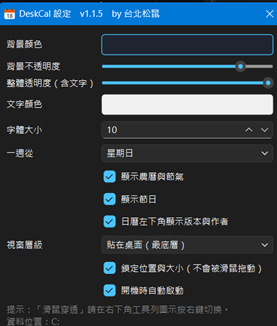 DeskCal 設定 v1.1.5 by 台北松鼠
背景顏色
背景不透明度
整體透明度（含文字）
文字顏色
字體大小 10
一週從 星期日
顯示農曆與節氣
顯示節日
日曆左下角顯示版本與作者
視窗層級 貼在桌面（最底層）
鎖定位置與大小（不會被滑鼠拖動）
開機時自動啟動
提示：「滑鼠穿透」請在右下角工具列圖示按右鍵切換。
資料位置：C: